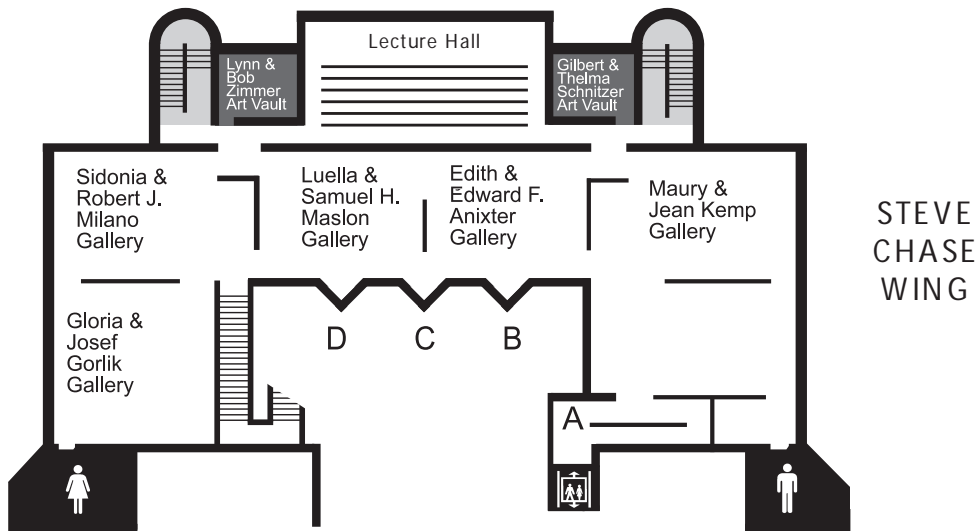 Lecture Hall
Lynn &
Bob
Zimmer
Art Vault
Gilbert &
Thelma
Schnitzer
Art Vault
Sidonia &
Robert J.
Milano
Gallery
Luella &
Samuel H.
Maslon
Gallery
Edith &
Edward F.
Anixter
Gallery
Maury &
Jean Kemp
Gallery
STEVE
CHASE
WING
Gloria &
Josef
Gorlik
Gallery
D
C
B
A